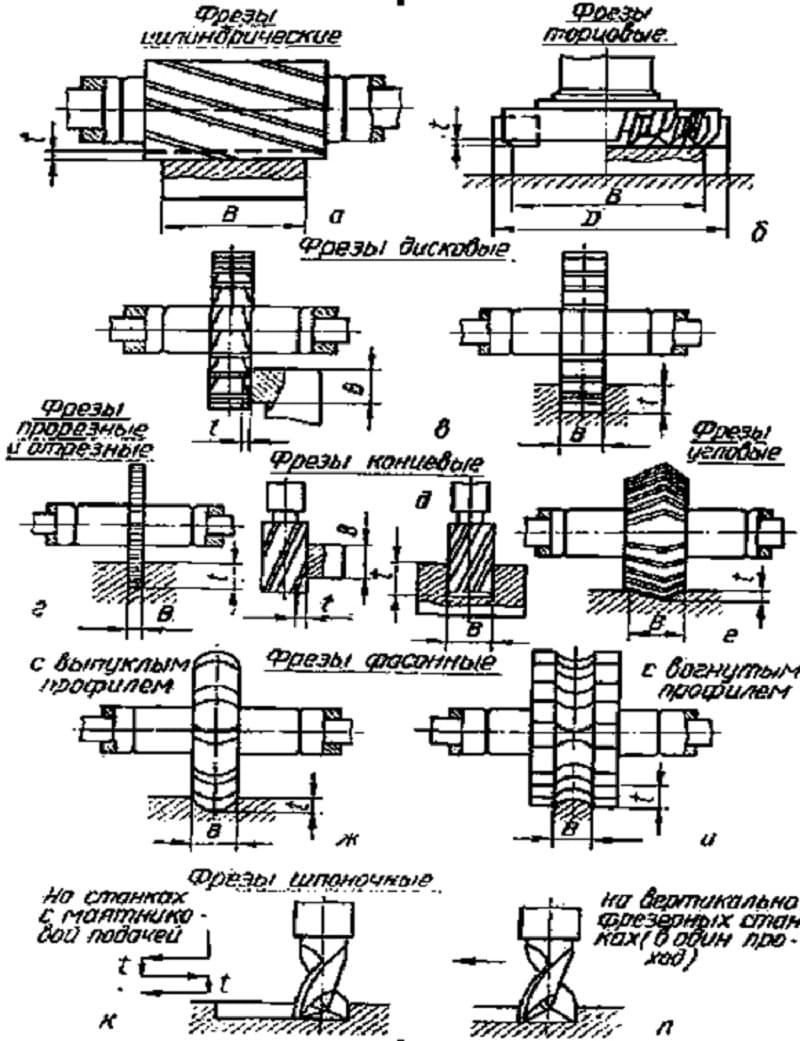 Фрезы
цилиндрические
Фрезы
торцовые
t
B
а
t
B
D
б
Фрезы дисковые
t
B
в
B
t
Фрезы
прорезные
и отрезные
t
B
г
Фрезы концевые
д
B
t
t
B
Фрезы
угловые
t
B
е
Фрезы фасонные
с выпуклым
профилем
t
B
ж
с вогнутым
профилем
t
B
и
Фрезы шпоночные
На станках
с маятнико-
вой подачей
t
t
к
на вертикально
фрезерных стан
ках (в один про-
ход)
л